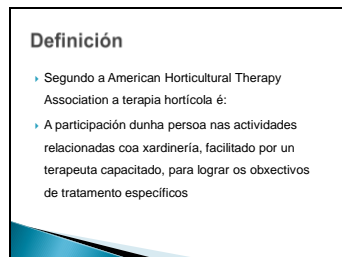 Definición
Segundo a American Horticultural Therapy
Association a terapia hortícola é:
A participación dunha persoa nas actividades
relacionadas coa xardinería, facilitado por un
terapeuta capacitado, para lograr os obxectivos
de tratamento específicos